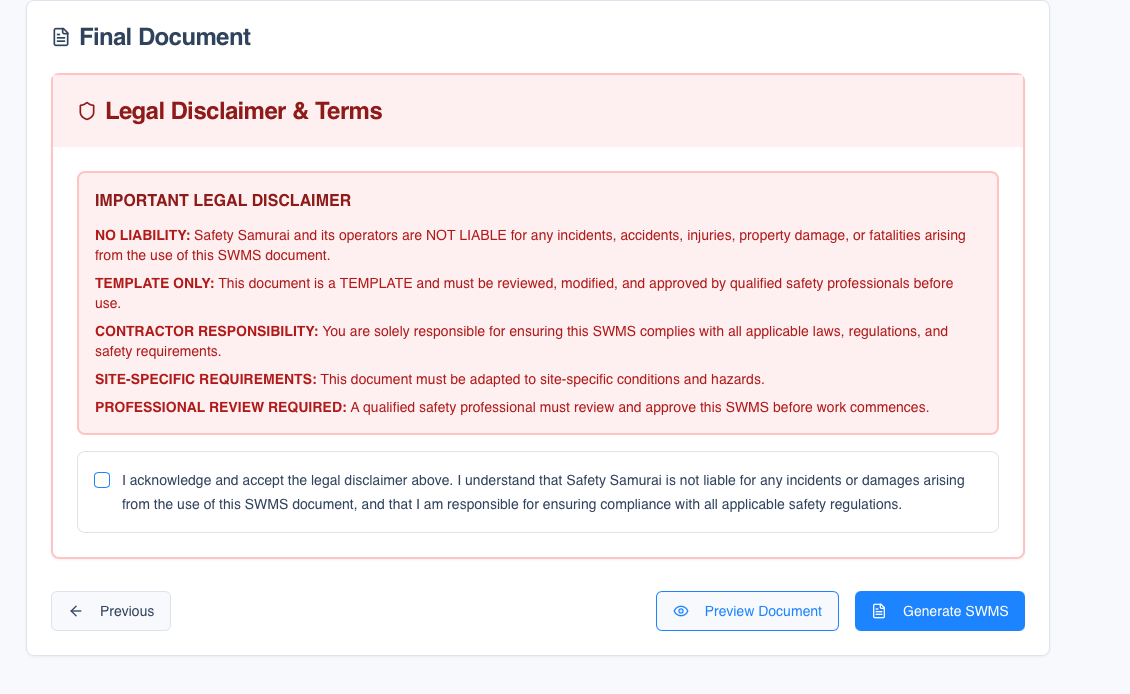 Final Document
Legal Disclaimer & Terms
IMPORTANT LEGAL DISCLAIMER
NO LIABILITY: Safety Samurai and its operators are NOT LIABLE for any incidents, accidents, injuries, property damage, or fatalities arising
from the use of this SWMS document.
TEMPLATE ONLY: This document is a TEMPLATE and must be reviewed, modified, and approved by qualified safety professionals before
use.
CONTRACTOR RESPONSIBILITY: You are solely responsible for ensuring this SWMS complies with all applicable laws, regulations, and
safety requirements.
SITE-SPECIFIC REQUIREMENTS: This document must be adapted to site-specific conditions and hazards.
PROFESSIONAL REVIEW REQUIRED: A qualified safety professional must review and approve this SWMS before work commences.
I acknowledge and accept the legal disclaimer above. I understand that Safety Samurai is not liable for any incidents or damages arising
from the use of this SWMS document, and that I am responsible for ensuring compliance with all applicable safety regulations.
Previous
Preview Document
Generate SWMS